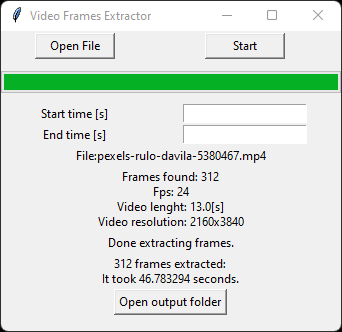 Video Frames Extractor
Open File
Start
Start time [s]
End time [s]
File:pexels-rulo-davila-5380467.mp4
Frames found: 312
Fps: 24
Video lenght: 13.0[s]
Video resolution: 2160x3840
Done extracting frames.
312 frames extracted:
It took 46.783294 seconds.
Open output folder